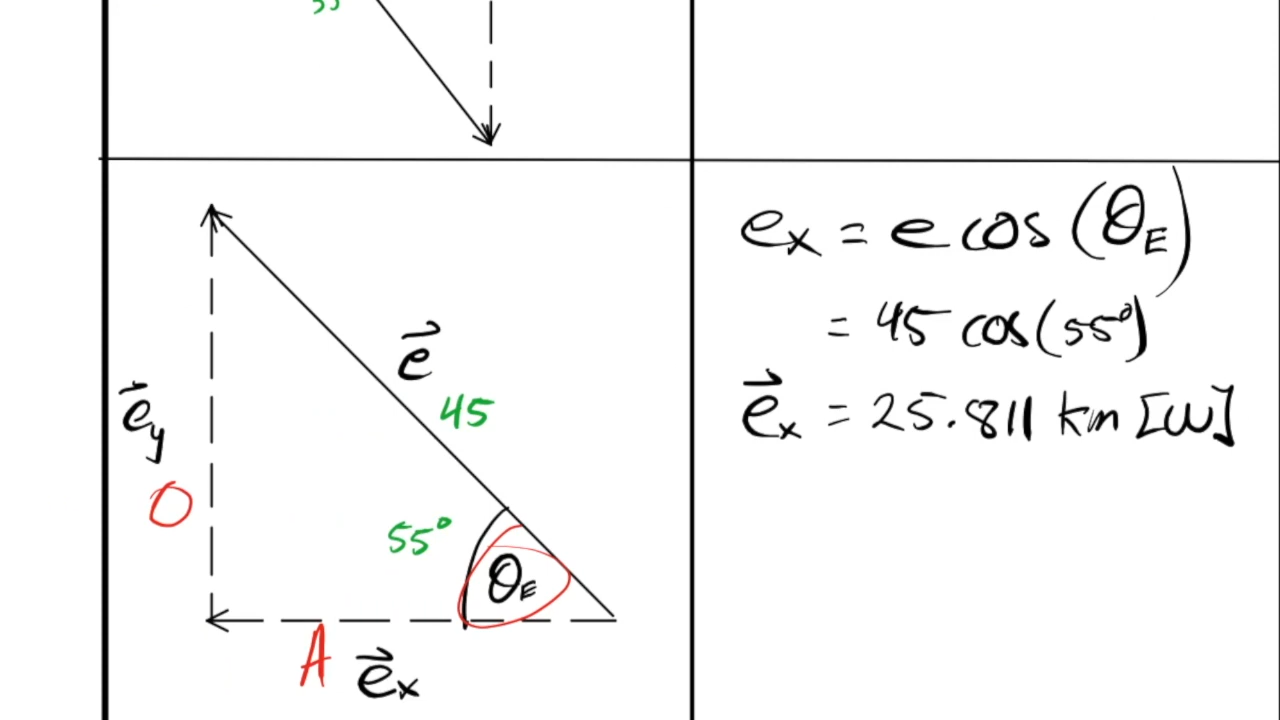 e⃗
45
e⃗y
O
55°
θE
A
e⃗x
ex = e cos(θE)
= 45 cos(55°)
e⃗x = 25.811 km [W]